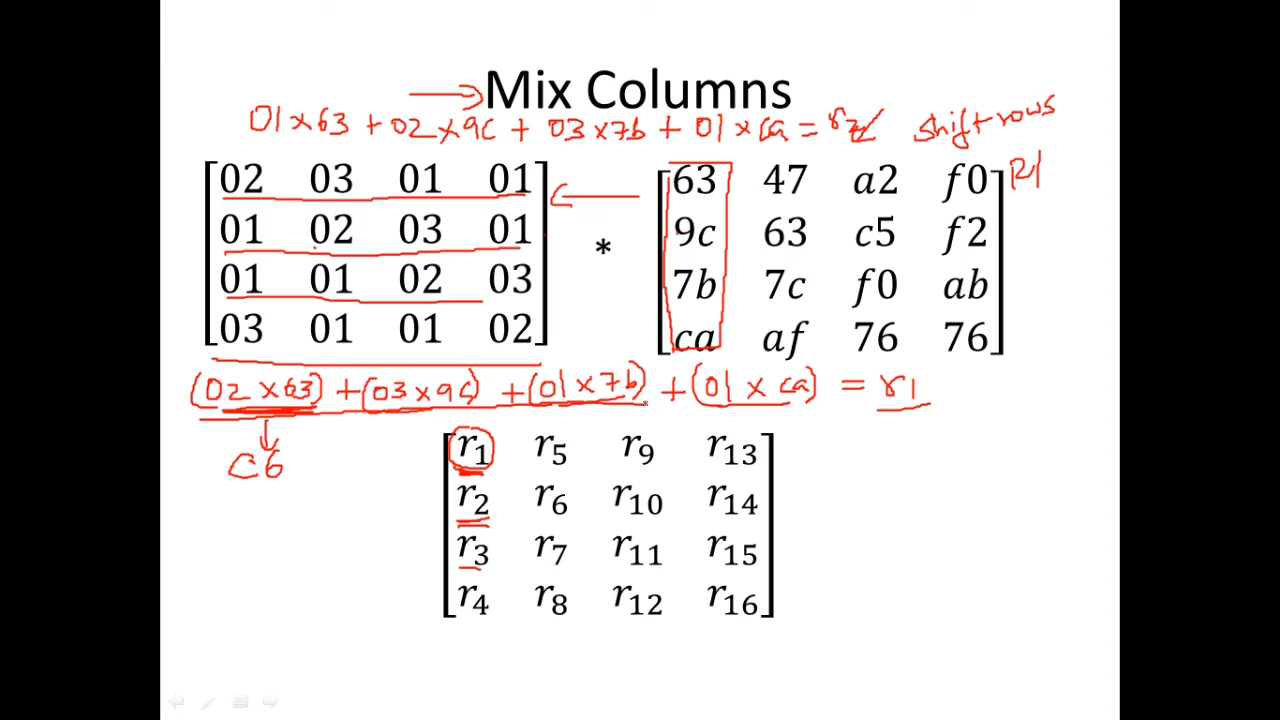 Mix Columns
01 x 63 + 02 x 9c + 03 x 7b + 01 x ca = r2 shift rows
02 03 01 01 63 47 a2 f0 R1
01 02 03 01 * 9c 63 c5 f2
01 01 02 03 7b 7c f0 ab
03 01 01 02 ca af 76 76
(02 x 63) + (03 x 9c) + (01 x 7b) + (01 x ca) = r1
C6
r1 r5 r9 r13
r2 r6 r10 r14
r3 r7 r11 r15
r4 r8 r12 r16